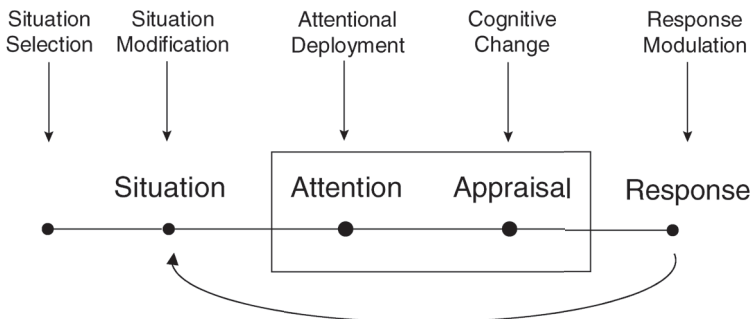 Situation
Selection
Situation
Modification
Attentional
Deployment
Cognitive
Change
Response
Modulation
Situation
Attention
Appraisal
Response